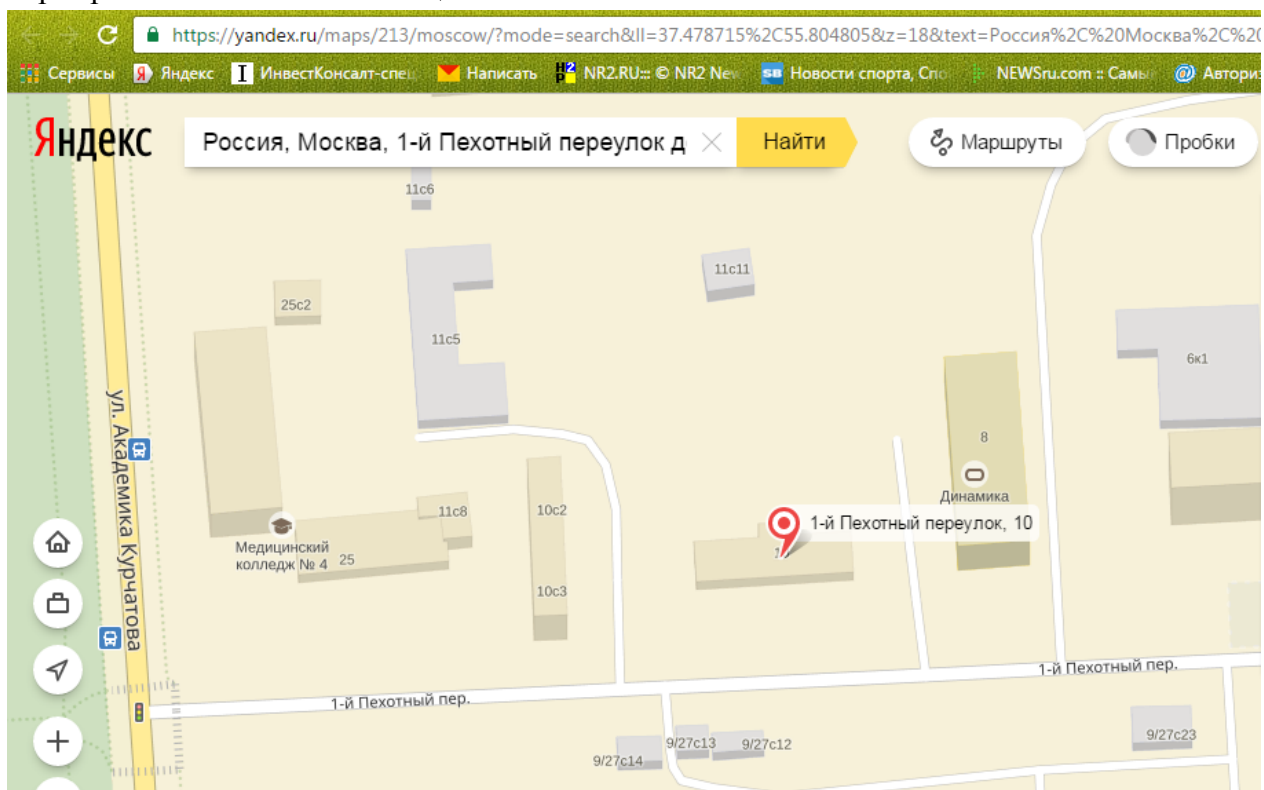 https://yandex.ru/maps/213/moscow/?mode=search&ll=37.478715%2C55.804805&z=18&text=Россия%2C%20Москва%2C%20
Сервисы Яндекс ИнвестКонсалт-спец Написать NR2.RU::: © NR2 New Новости спорта, Спо NEWSru.com :: Самы Авториз
Яндекс
Россия, Москва, 1-й Пехотный переулок д
Найти
Маршруты
Пробки
11с6
11с11
25с2
11с5
6к1
ул. Академика Курчатова
8
Динамика
11с8
10с2
1-й Пехотный переулок, 10
Медицинский
колледж № 4
25
10с3
1-й Пехотный пер.
1-й Пехотный пер.
9/27с14
9/27с13
9/27с12
9/27с23